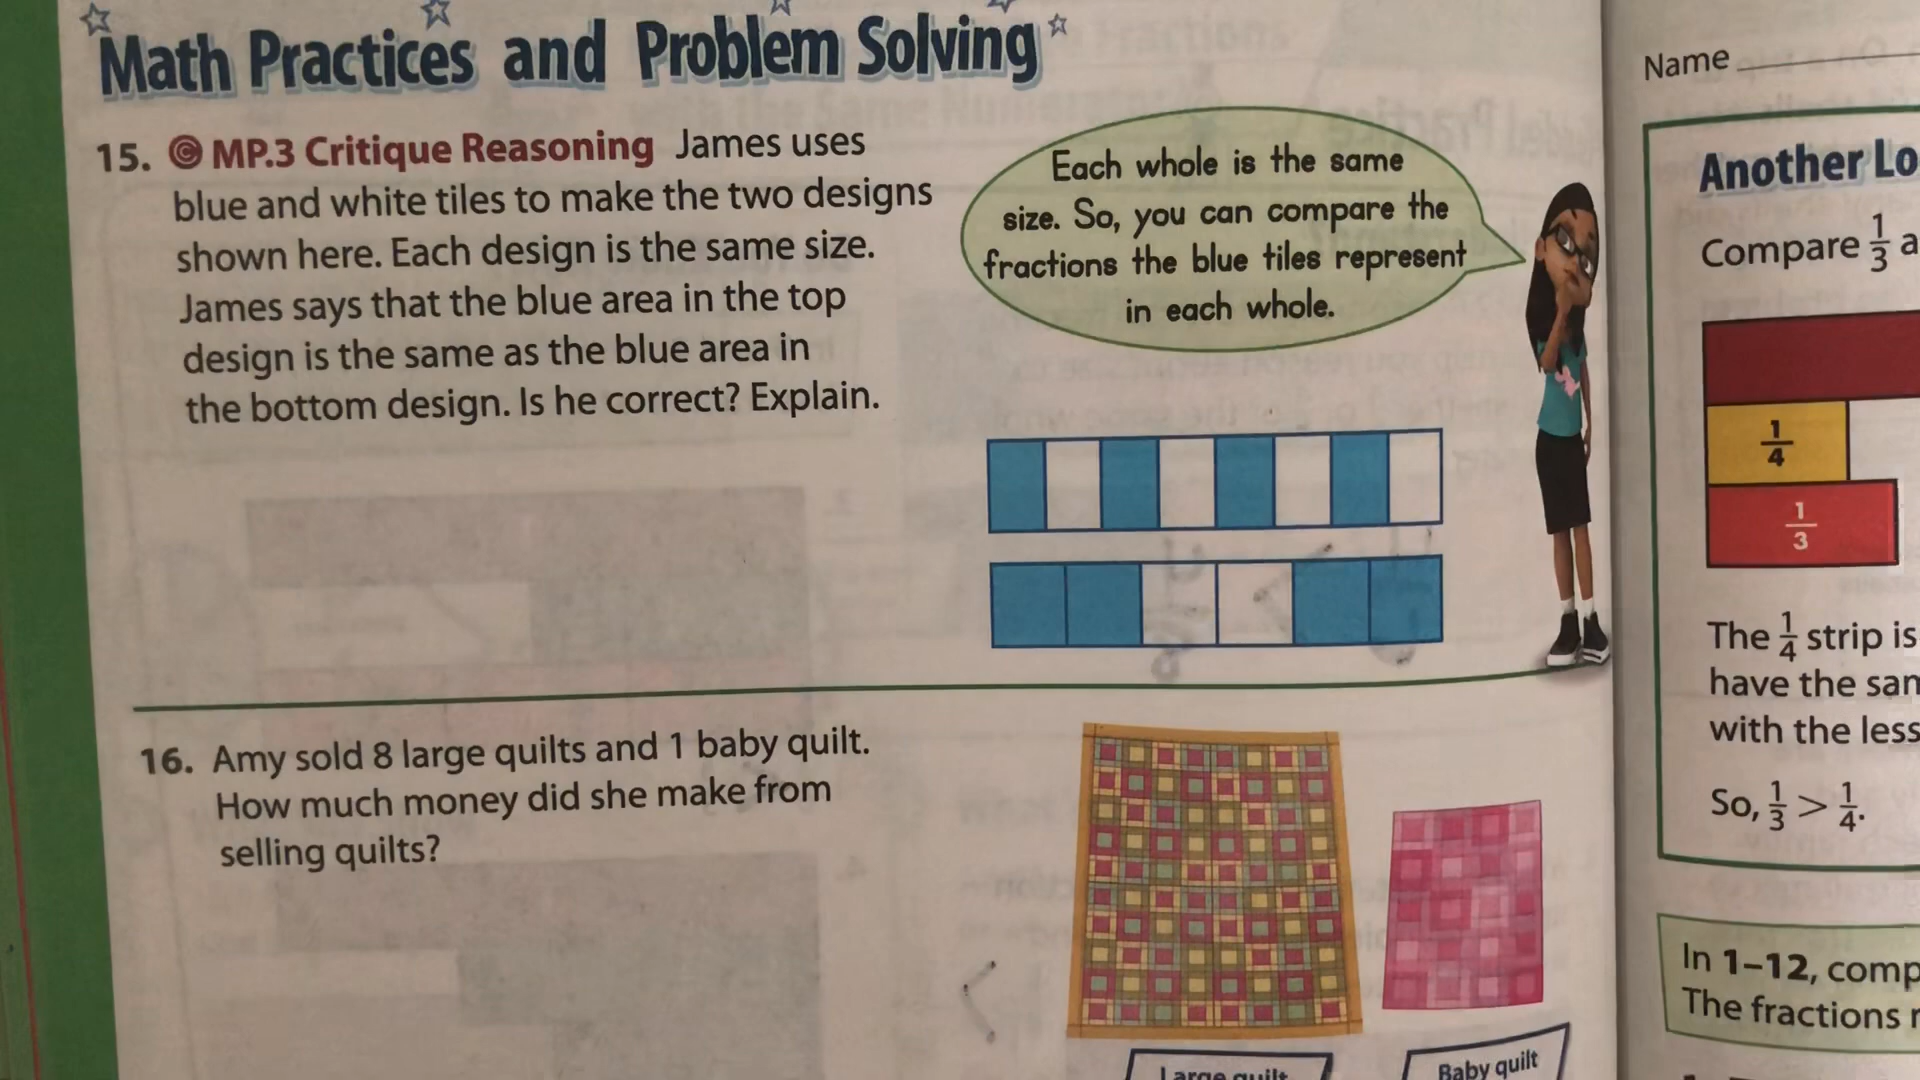 Math Practices and Problem Solving
15. © MP.3 Critique Reasoning James uses
blue and white tiles to make the two designs
shown here. Each design is the same size.
James says that the blue area in the top
design is the same as the blue area in
the bottom design. Is he correct? Explain.
Each whole is the same
size. So, you can compare the
fractions the blue tiles represent
in each whole.
16. Amy sold 8 large quilts and 1 baby quilt.
How much money did she make from
selling quilts?
Large quilt
Baby quilt
Name
Another Lo
Compare 1/3 a
1/4
1/3
The 1/4 strip is
have the sam
with the less
So, 1/3 > 1/4.
In 1–12, comp
The fractions